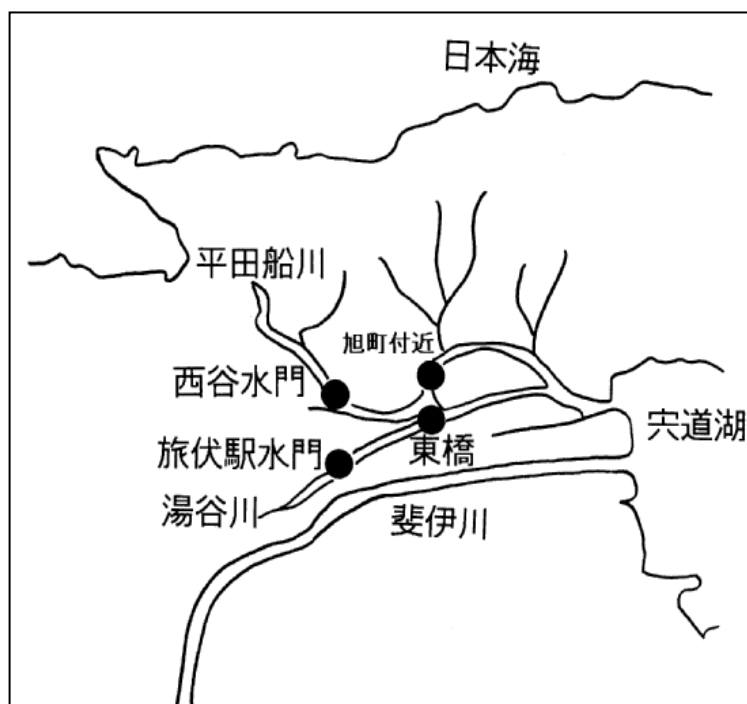 日本海
平田船川
旭町付近
西谷水門
宍道湖
旅伏駅水門
東橋
湯谷川
斐伊川